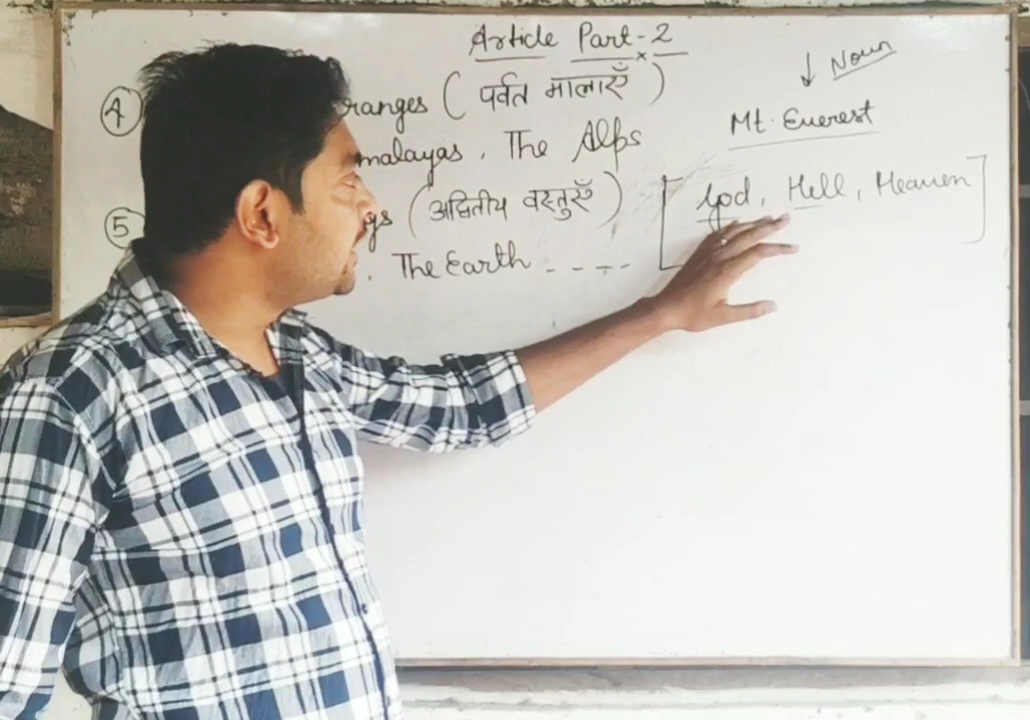 Article Part-2
④ ranges (पर्वत मालाएँ)
malayas, The Alps
⑤ gs (अद्वितीय वस्तुएँ)
. The Earth ----
↓ Noun
Mt. Everest
[God, Hell, Heaven]